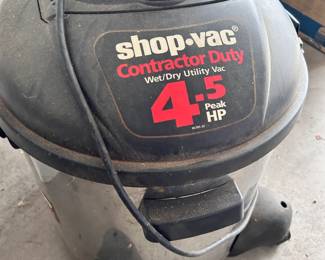 shop·vac®
Contractor Duty
Wet/Dry Utility Vac
4.5 Peak
HP